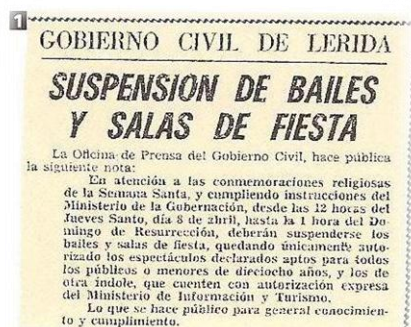 1
GOBIERNO CIVIL DE LERIDA
SUSPENSION DE BAILES
Y SALAS DE FIESTA
La Oficina de Prensa del Gobierno Civil, hace pública
la siguiente nota:
En atención a las conmemoraciones religiosas
de la Semana Santa, y cumpliendo instrucciones del
Ministerio de la Gobernación, desde las 12 horas del
Jueves Santo, día 8 de abril, hasta la 1 hora del Do-
mingo de Resurrección, deberán suspenderse los
bailes y salas de fiesta, quedando únicamente auto-
rizado los espectáculos declarados aptos para todos
los públicos o menores de dieciocho años, y los de
otra índole, que cuenten con autorización expresa
del Ministerio de Información y Turismo.
Lo que se hace público para general conocimien-
to y cumplimiento.